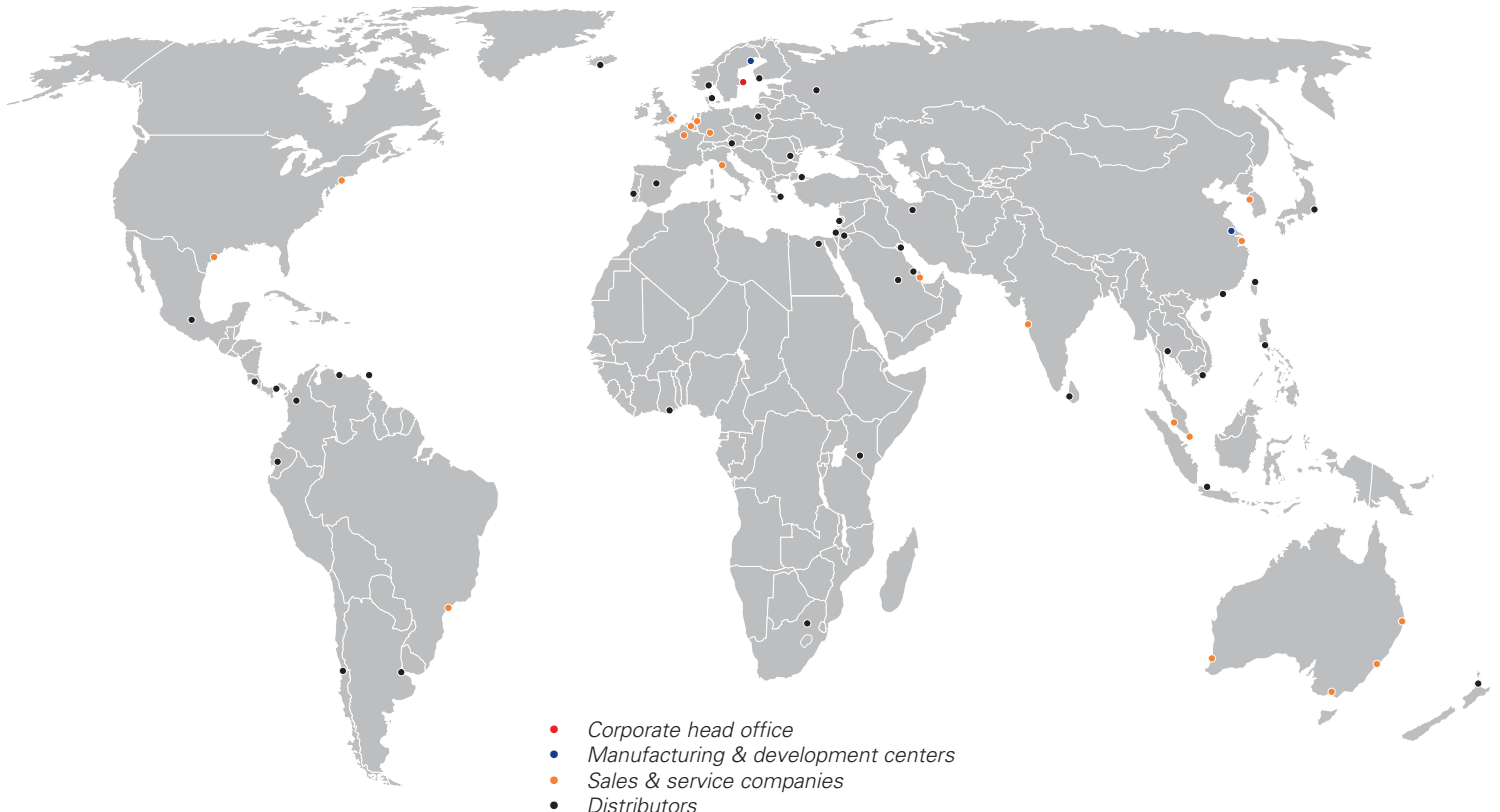 Corporate head office
Manufacturing & development centers
Sales & service companies
Distributors